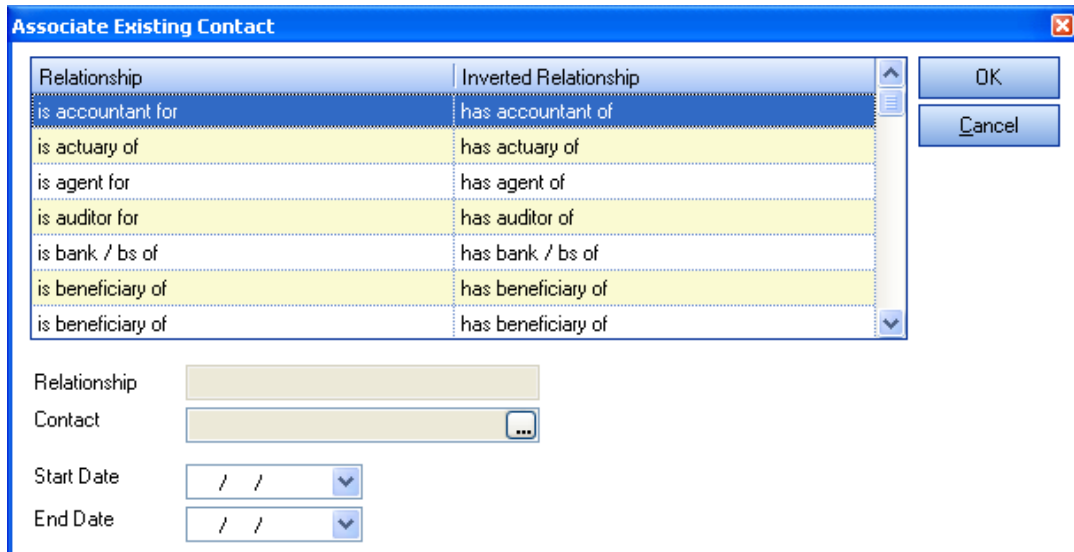 Associate Existing Contact
Relationship Inverted Relationship OK
is accountant for has accountant of
Cancel
is actuary of has actuary of
is agent for has agent of
is auditor for has auditor of
is bank / bs of has bank / bs of
is beneficiary of has beneficiary of
is beneficiary of has beneficiary of
Relationship
Contact ...
Start Date / /
End Date / /